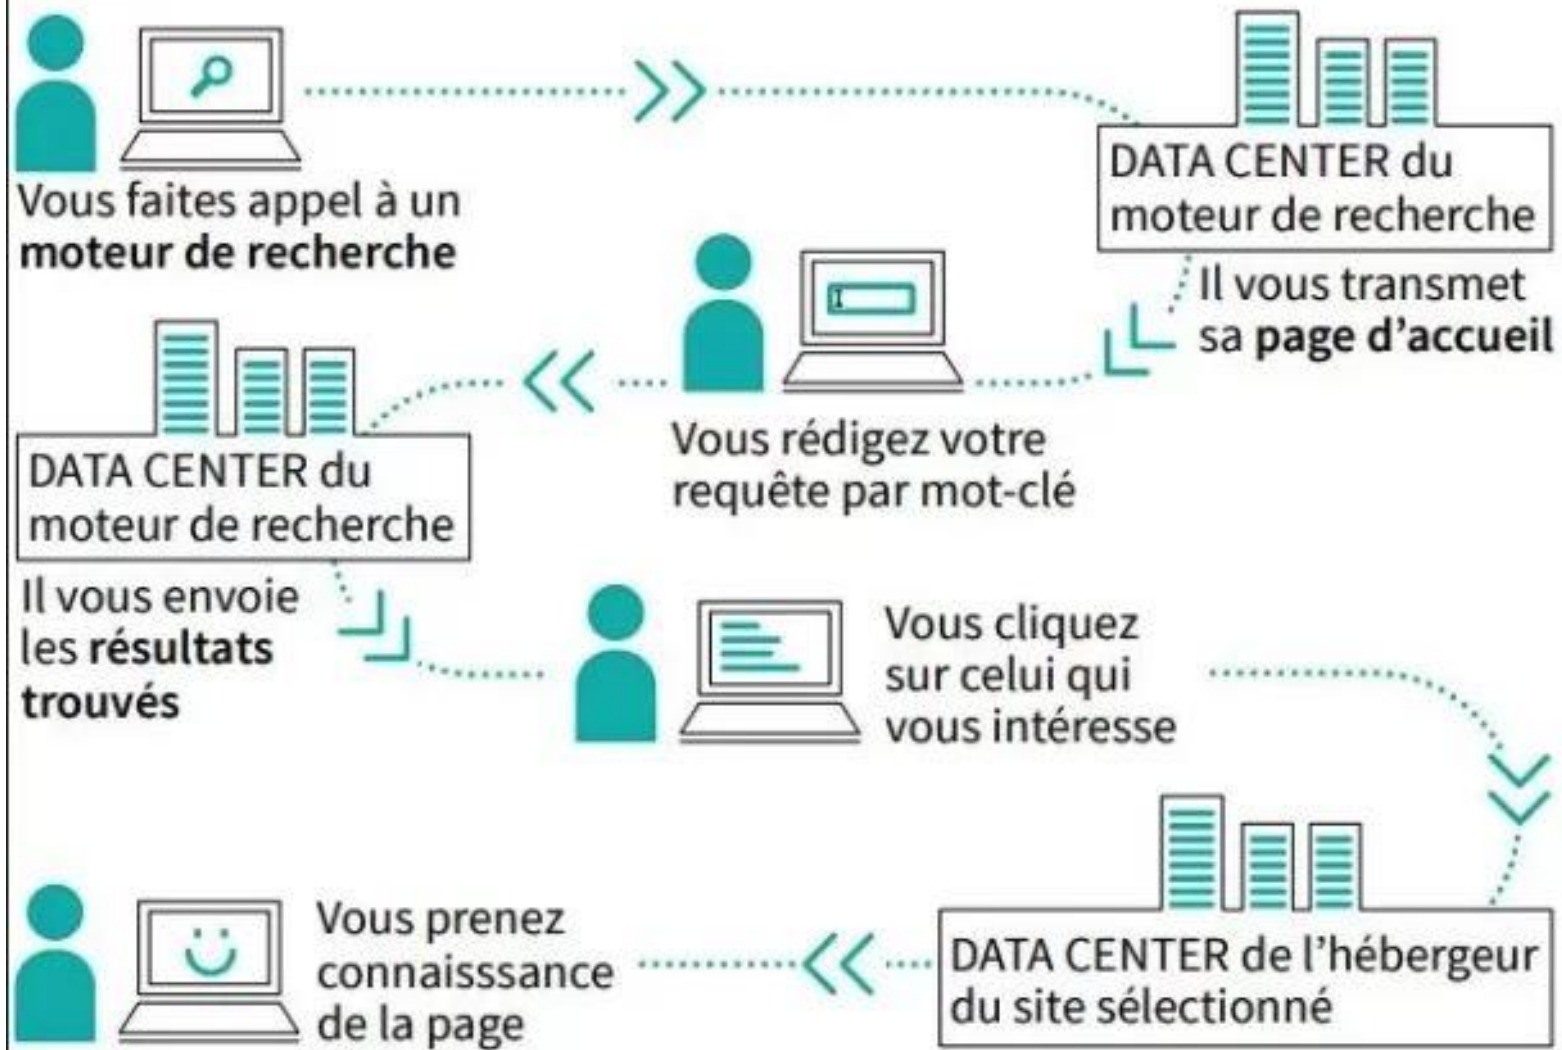 Vous faites appel à un
moteur de recherche
DATA CENTER du
moteur de recherche
Il vous transmet
sa page d'accueil
Vous rédigez votre
requête par mot-clé
DATA CENTER du
moteur de recherche
Il vous envoie
les résultats
trouvés
Vous cliquez
sur celui qui
vous intéresse
DATA CENTER de l'hébergeur
du site sélectionné
Vous prenez
connaisssance
de la page